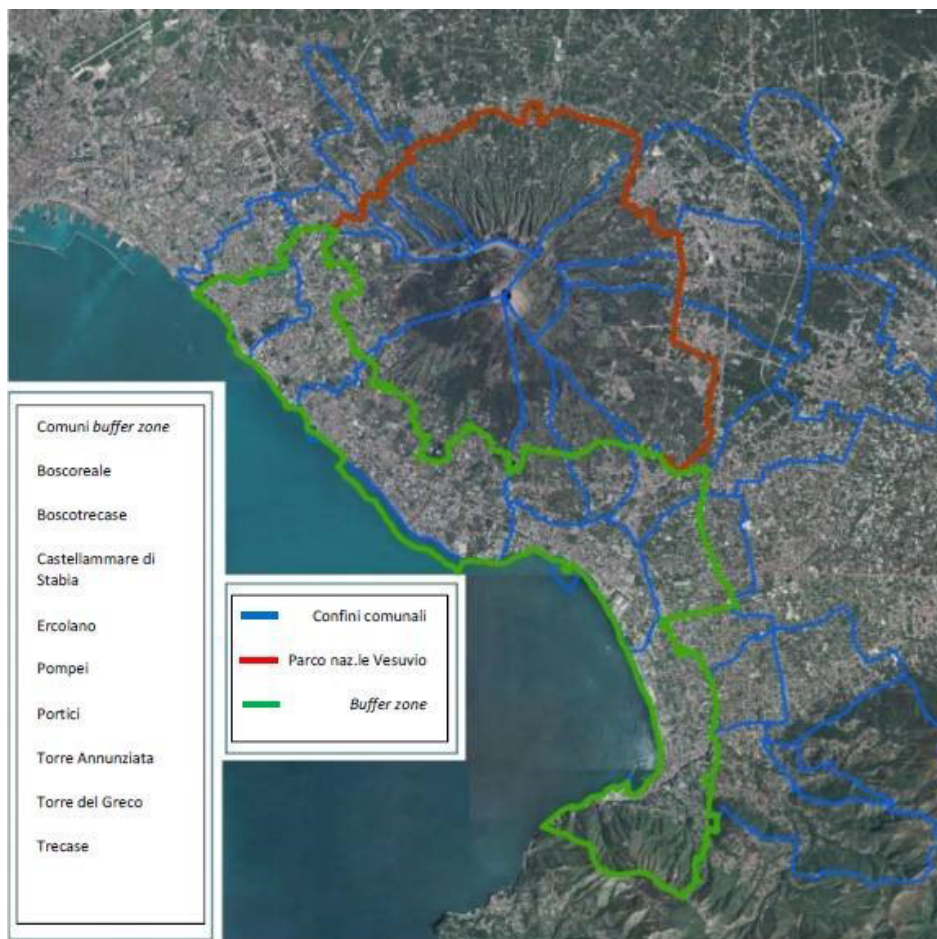 Comuni buffer zone
Boscoreale
Boscotrecase
Castellammare di
Stabia
Ercolano
Pompei
Portici
Torre Annunziata
Torre del Greco
Trecase
Confini comunali
Parco naz.le Vesuvio
Buffer zone